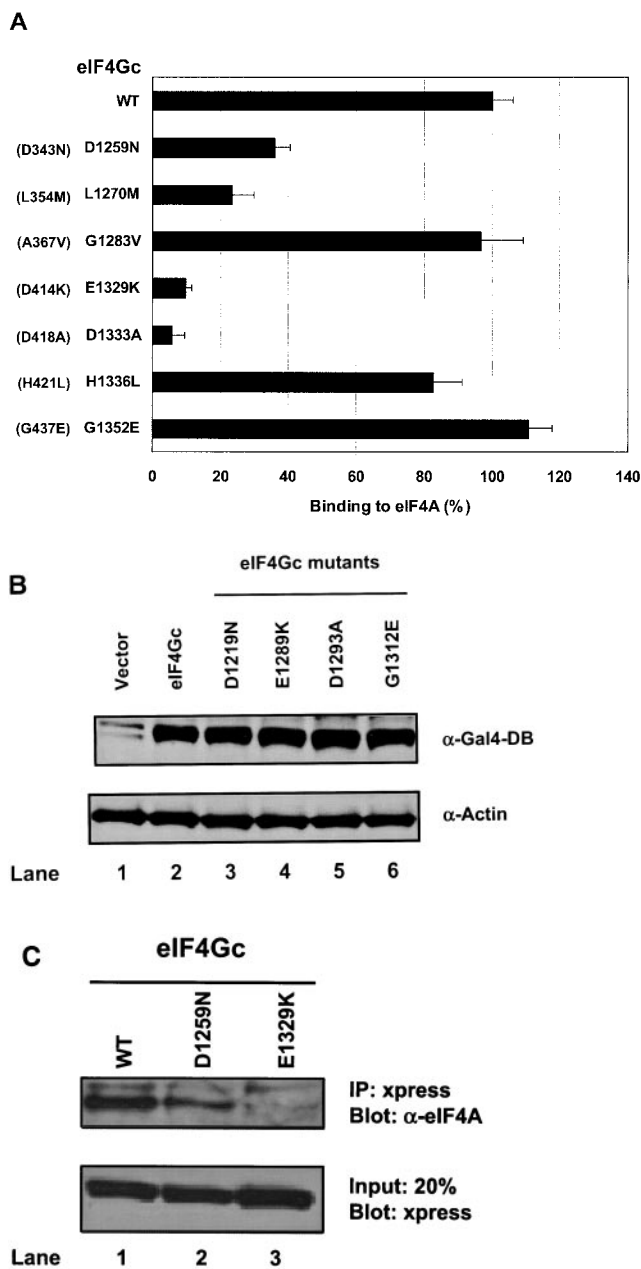 A
eIF4Gc
WT
(D343N) D1259N
(L354M) L1270M
(A367V) G1283V
(D414K) E1329K
(D418A) D1333A
(H421L) H1336L
(G437E) G1352E
0 20 40 60 80 100 120 140
Binding to eIF4A (%)
B
eIF4Gc mutants
Vector eIF4Gc D1219N E1289K D1293A G1312E
α-Gal4-DB
α-Actin
Lane 1 2 3 4 5 6
C
eIF4Gc
WT D1259N E1329K
IP: xpress
Blot: α-eIF4A
Input: 20%
Blot: xpress
Lane 1 2 3